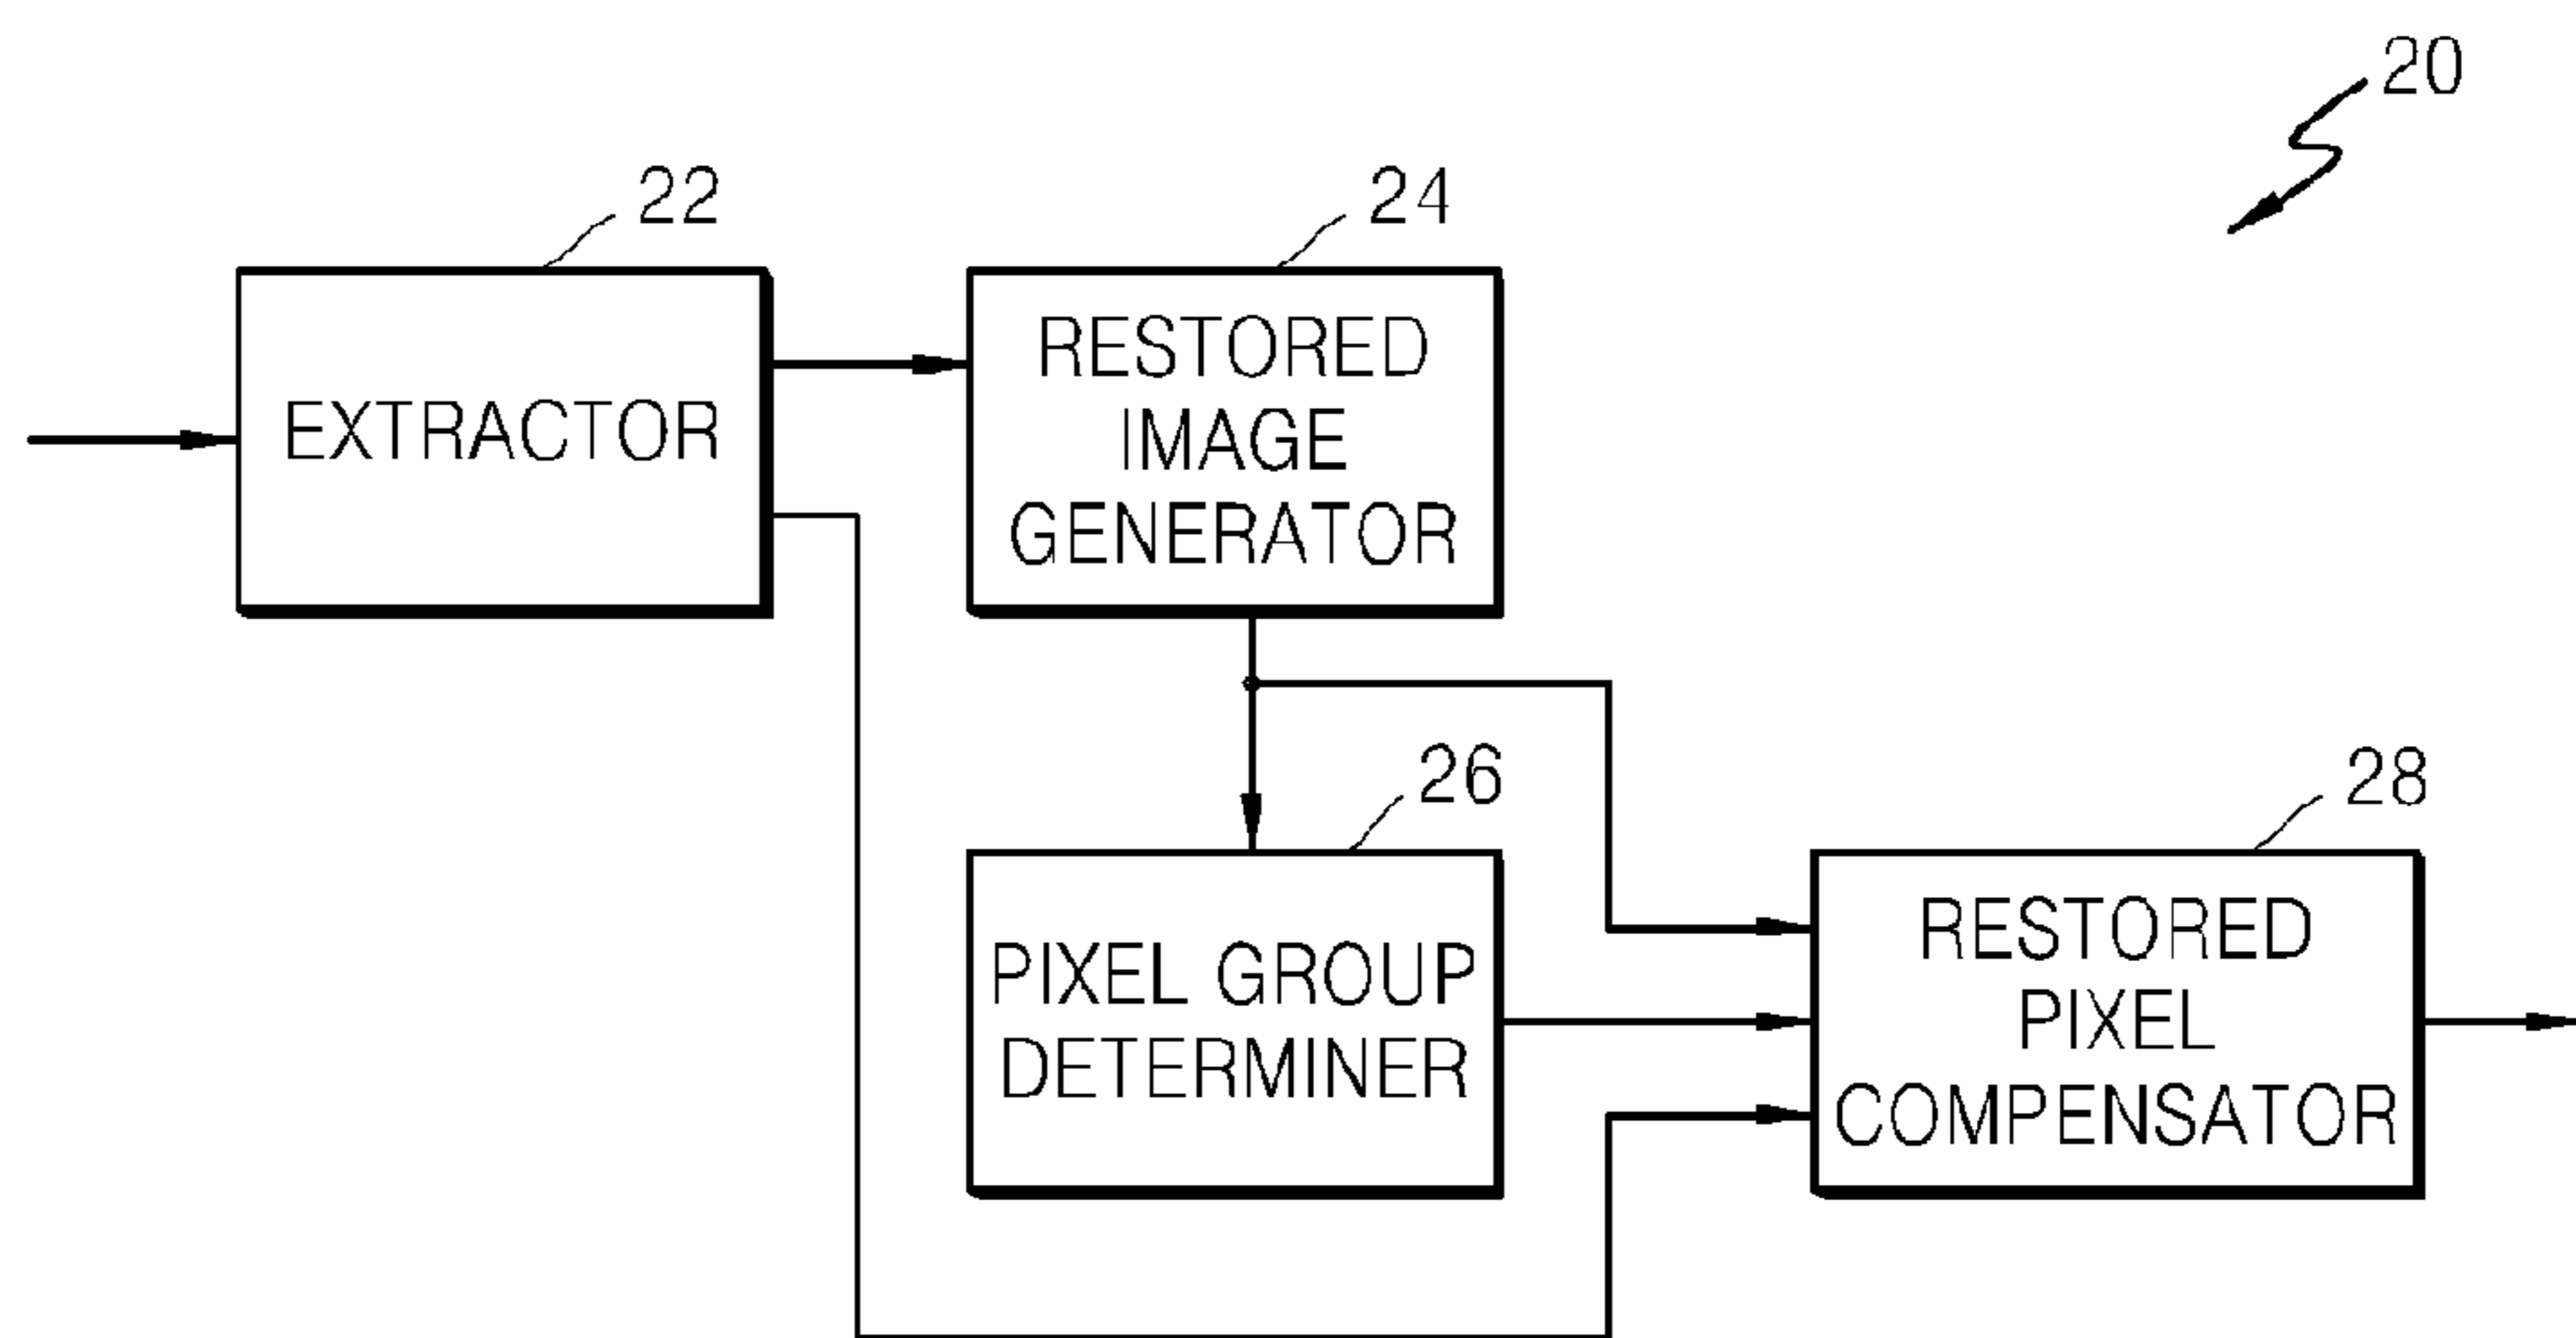 20
22
24
EXTRACTOR
RESTORED
IMAGE
GENERATOR
26
28
PIXEL GROUP
DETERMINER
RESTORED
PIXEL
COMPENSATOR